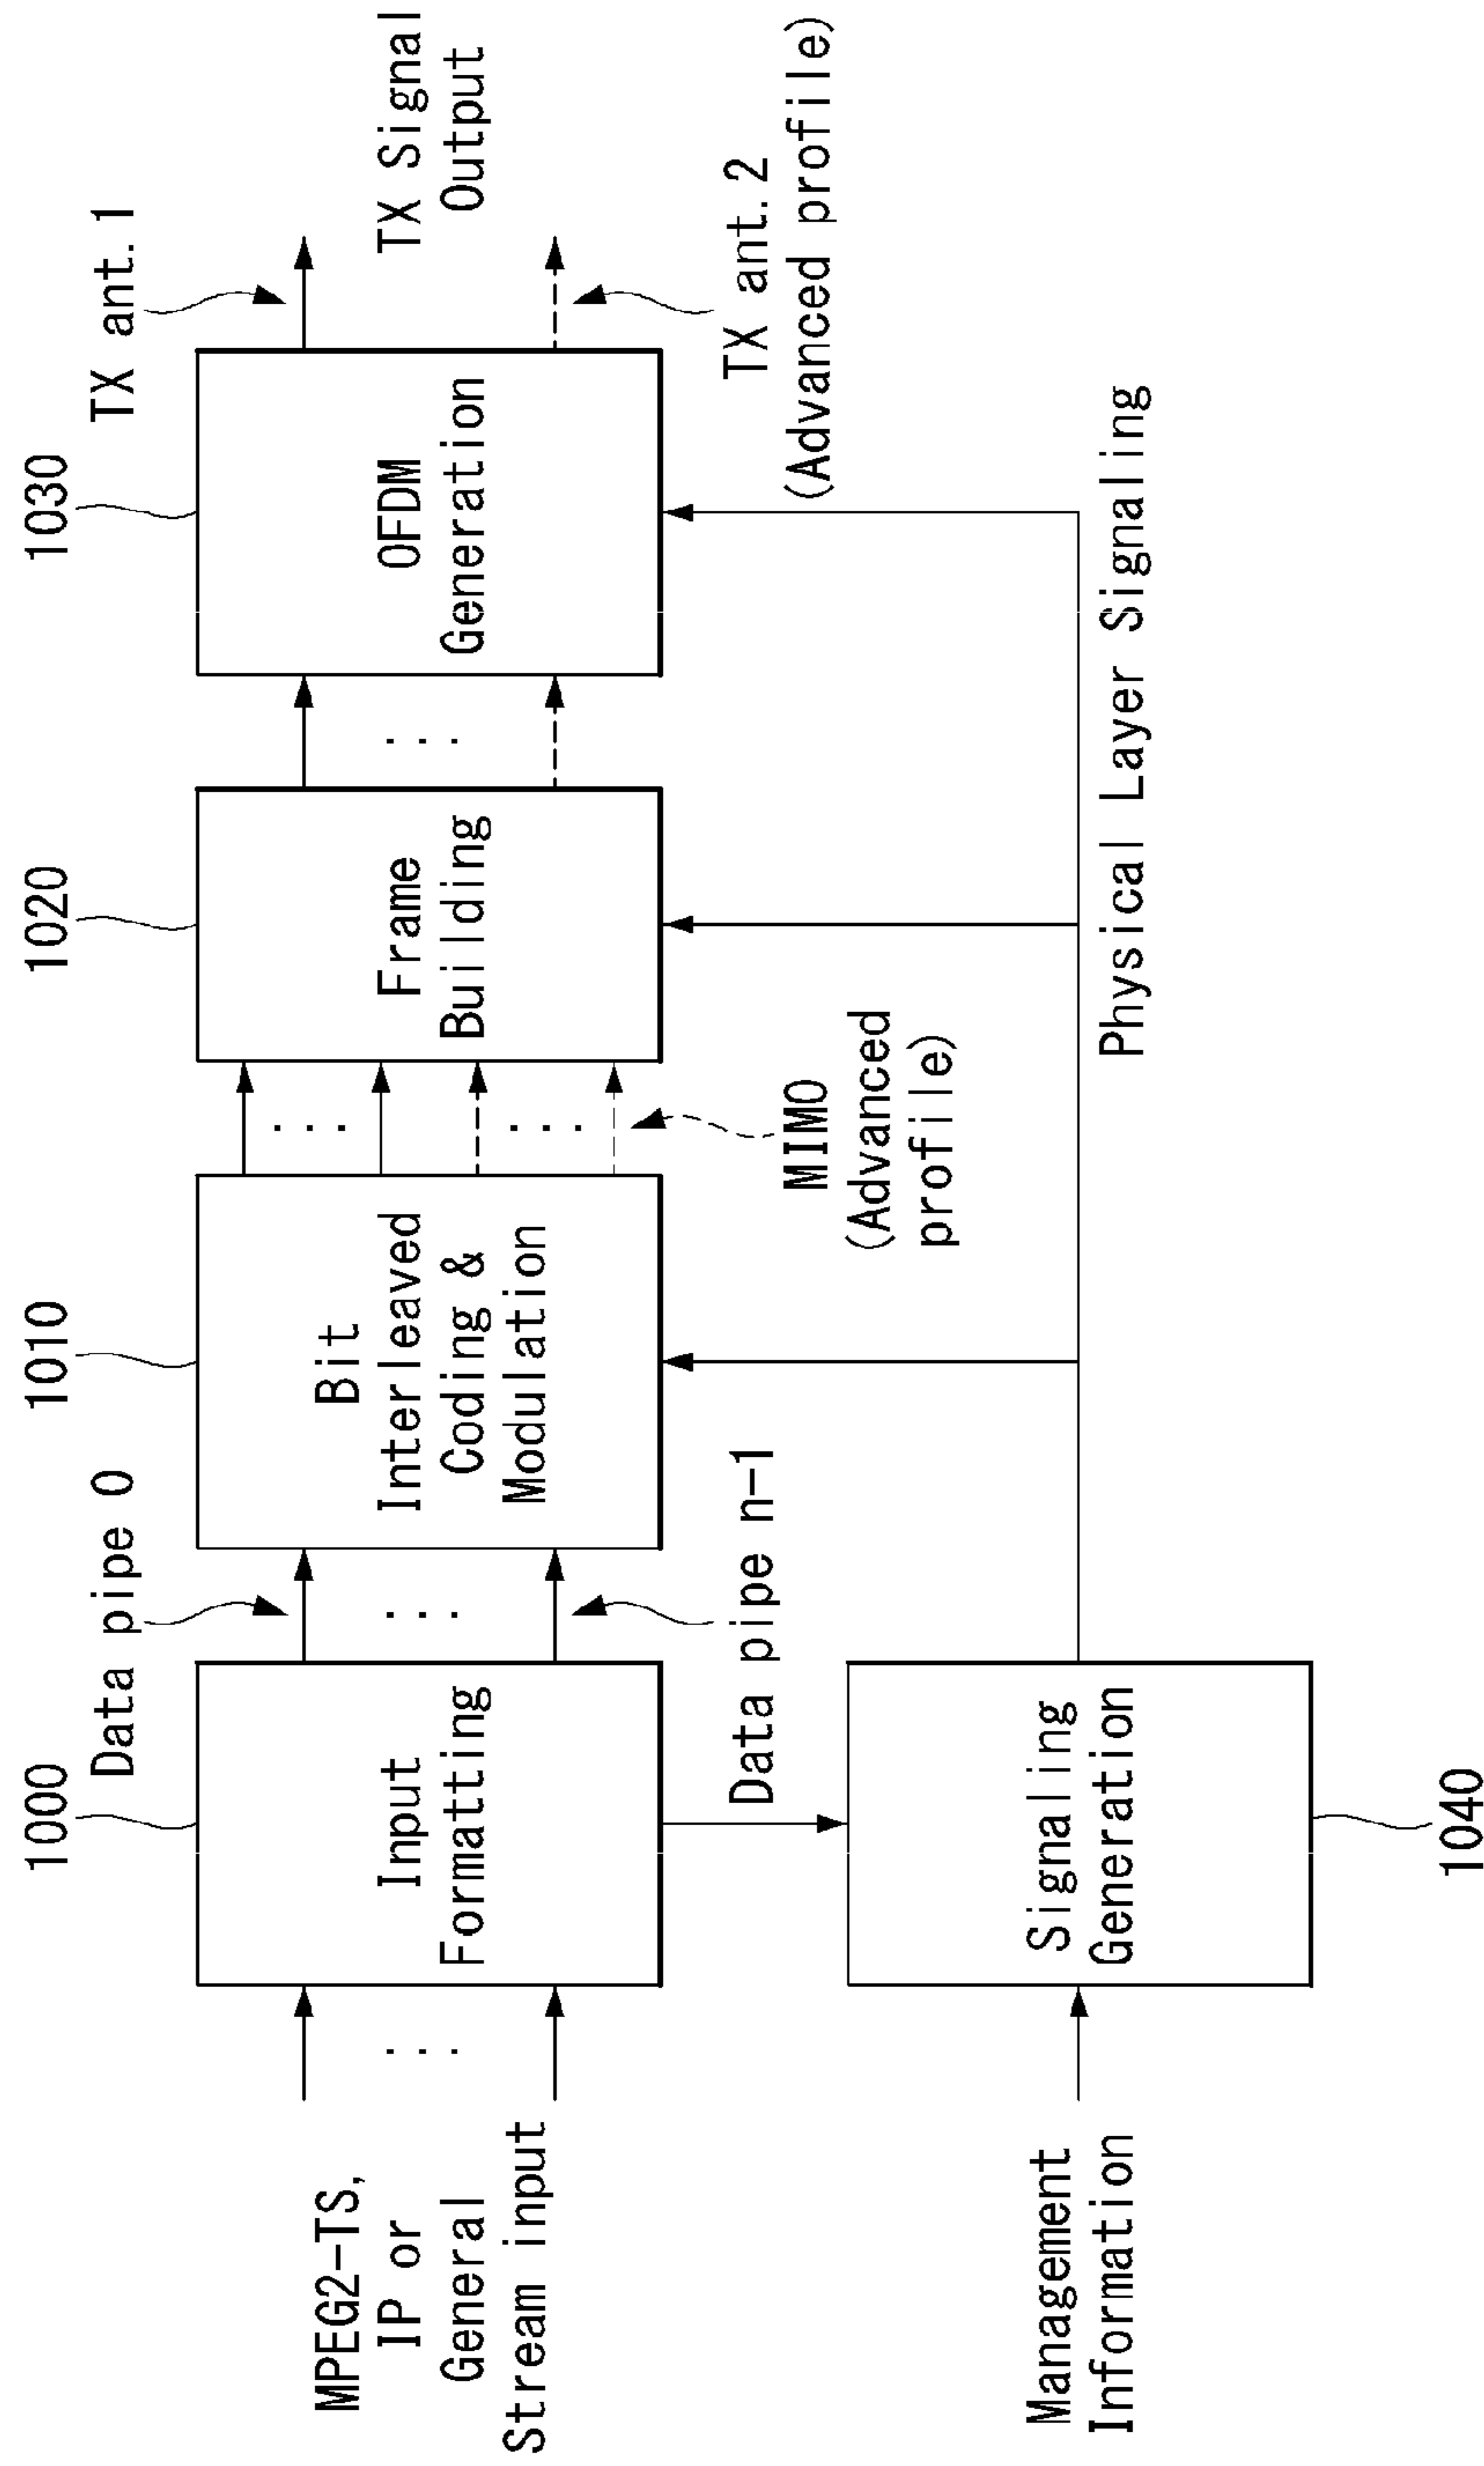 1000
1010
1020
1030
Data pipe 0
TX ant.1
MPEG2-TS,
IP or
General
Stream input
Input
Formatting
Bit
Interleaved
Coding &
Modulation
Frame
Building
OFDM
Generation
TX Signal
Output
Data pipe n-1
MIMO
(Advanced
profile)
TX ant.2
(Advanced profile)
Management
Information
Signaling
Generation
Physical Layer Signaling
1040